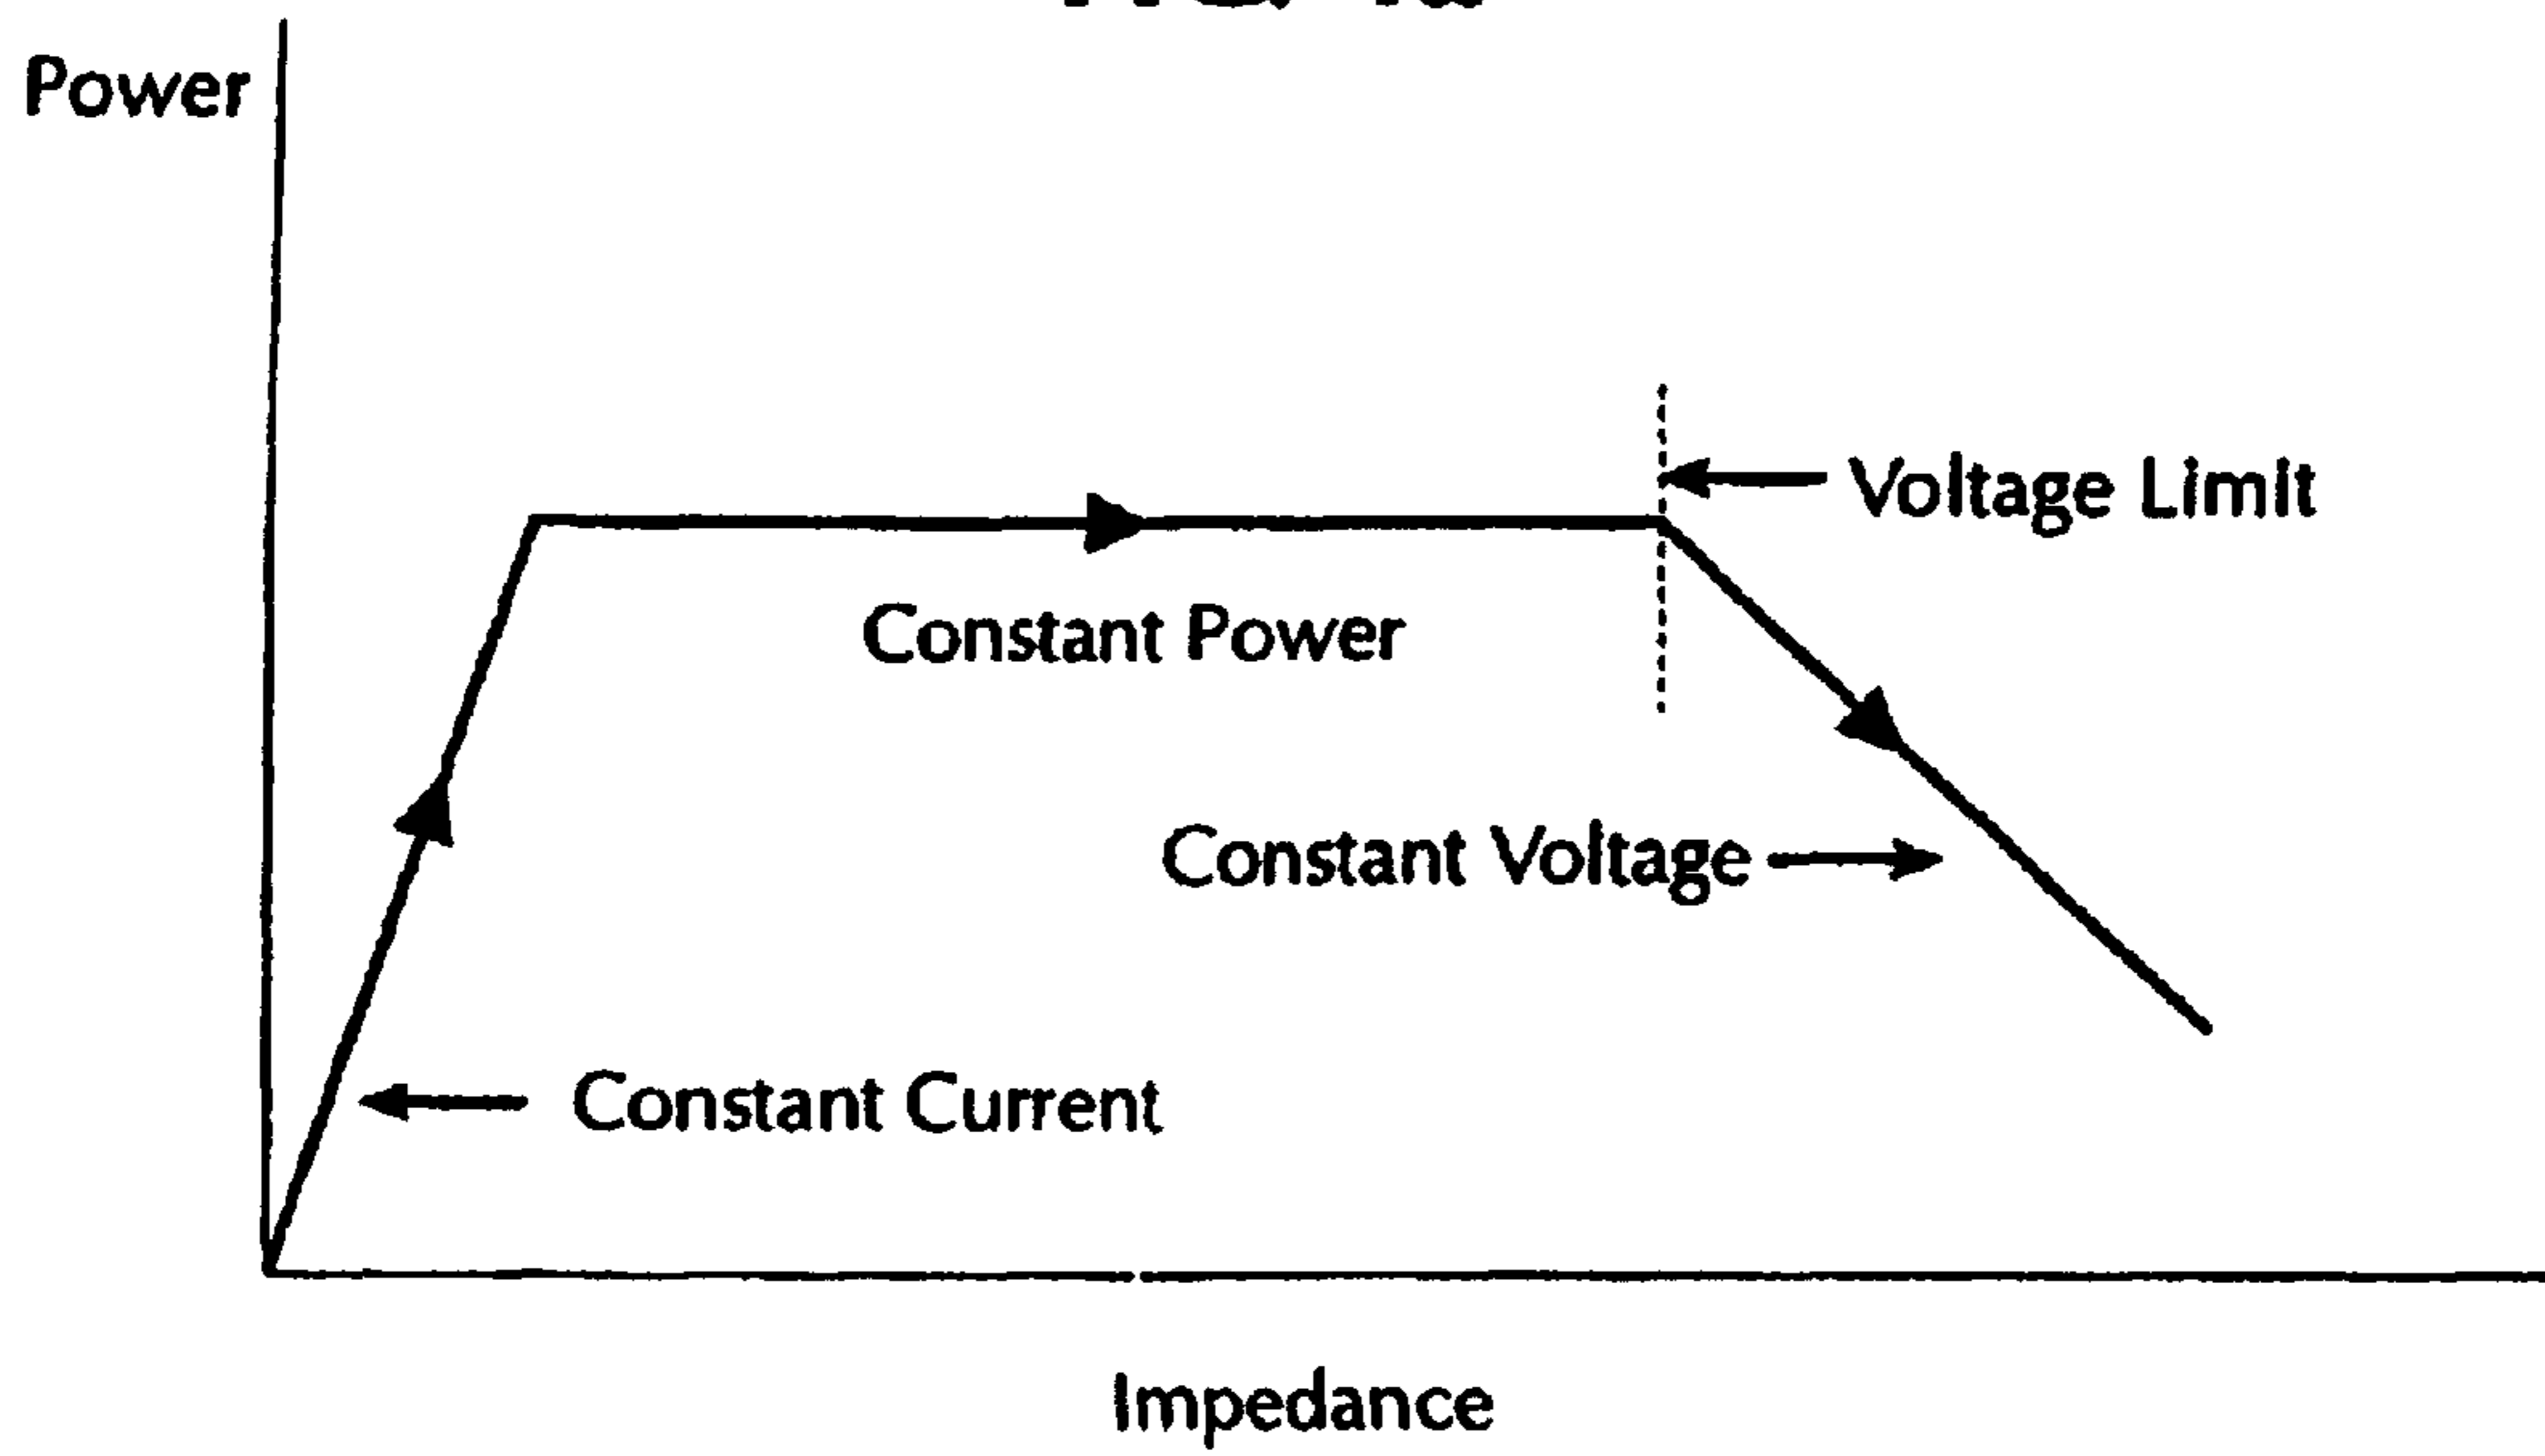 Power
Voltage Limit
Constant Power
Constant Voltage
Constant Current
Impedance